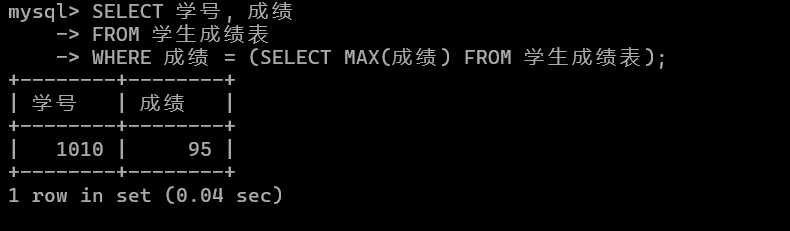 mysql> SELECT 学号, 成绩
    -> FROM 学生成绩表
    -> WHERE 成绩 = (SELECT MAX(成绩) FROM 学生成绩表);
+--------+--------+
| 学号   | 成绩   |
+--------+--------+
|   1010 |     95 |
+--------+--------+
1 row in set (0.04 sec)